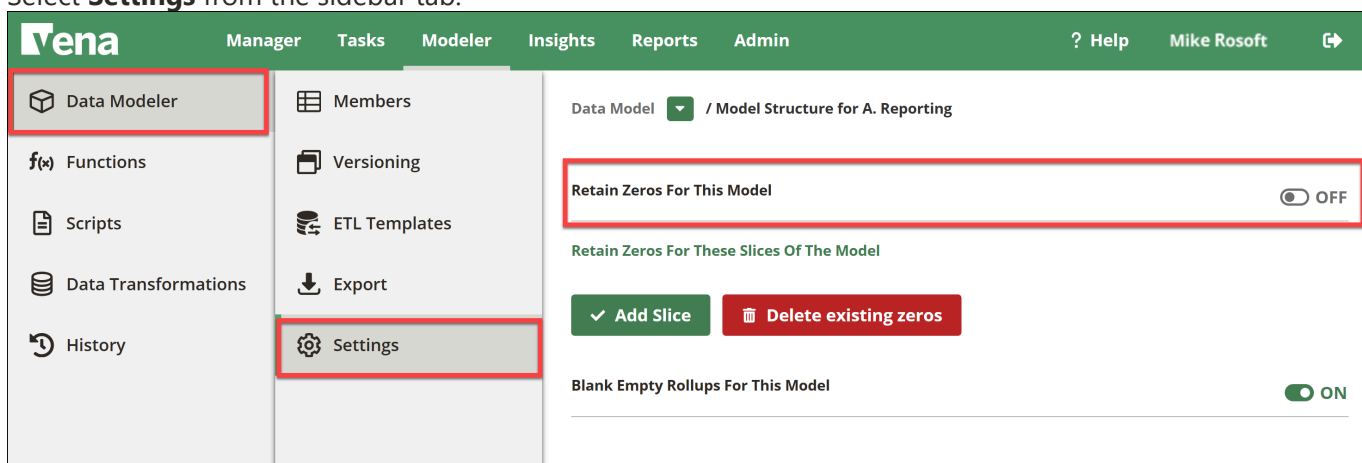 Select Settings from the sidebar tab.
Vena Manager Tasks Modeler Insights Reports Admin ? Help Mike Rosoft
Data Modeler
f(x) Functions
Scripts
Data Transformations
History
Members
Versioning
ETL Templates
Export
Settings
Data Model / Model Structure for A. Reporting
Retain Zeros For This Model OFF
Retain Zeros For These Slices Of The Model
Add Slice Delete existing zeros
Blank Empty Rollups For This Model ON